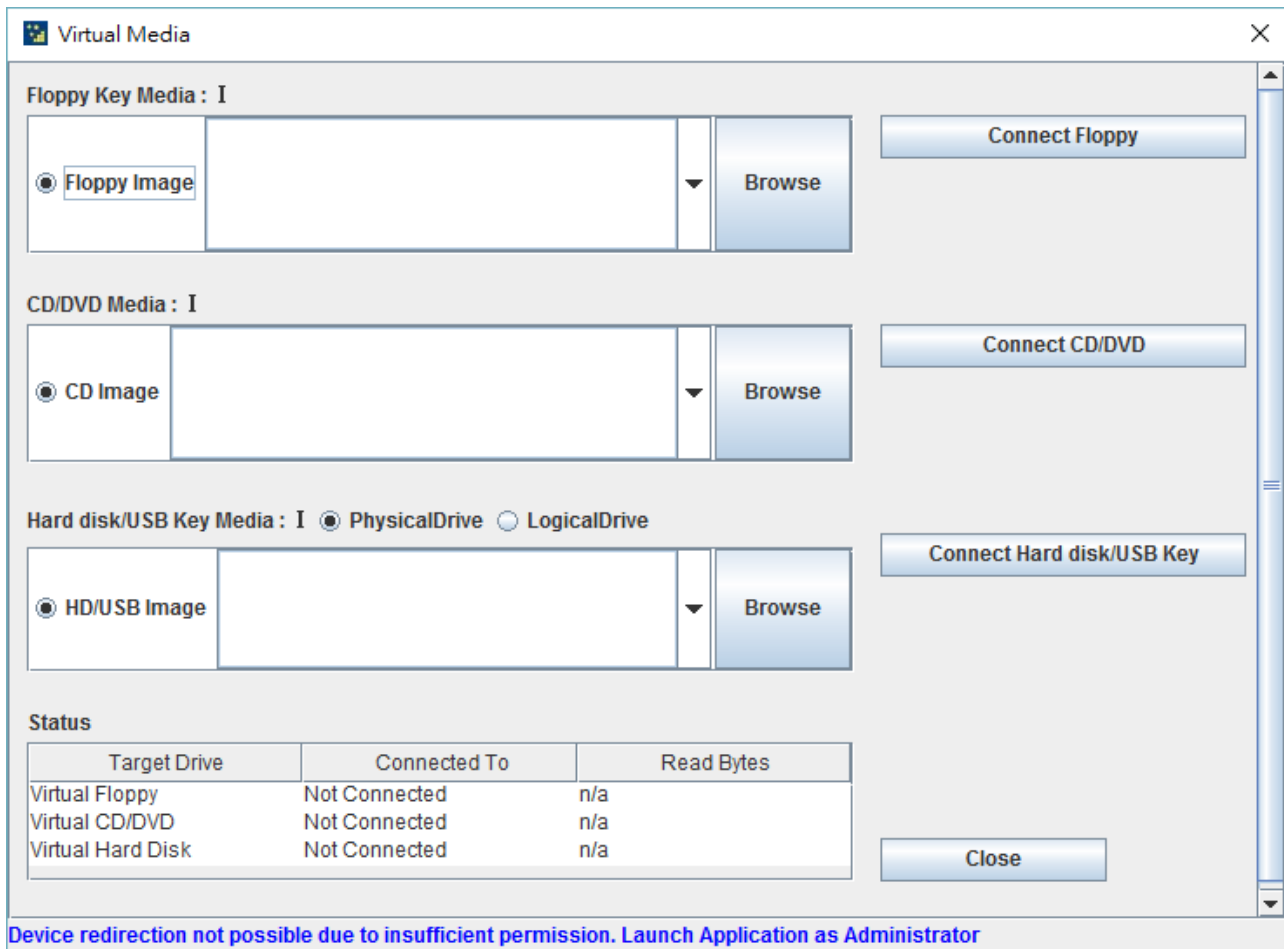 Virtual Media
Floppy Key Media : I
Floppy Image
Browse
Connect Floppy
CD/DVD Media : I
CD Image
Browse
Connect CD/DVD
Hard disk/USB Key Media : I PhysicalDrive LogicalDrive
HD/USB Image
Browse
Connect Hard disk/USB Key
Status
Target Drive Connected To Read Bytes
Virtual Floppy Not Connected n/a
Virtual CD/DVD Not Connected n/a
Virtual Hard Disk Not Connected n/a
Close
Device redirection not possible due to insufficient permission. Launch Application as Administrator